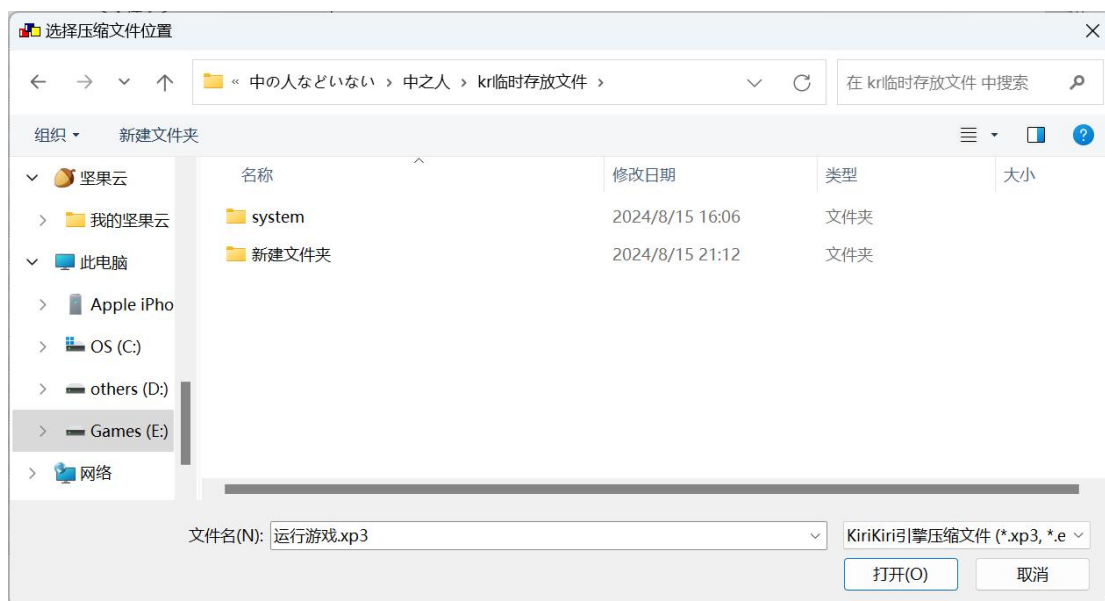 选择压缩文件位置
« 中の人などいない › 中之人 › kr临时存放文件 ›
在 kr临时存放文件 中搜索
组织
新建文件夹
名称 修改日期 类型 大小
坚果云
我的坚果云
此电脑
Apple iPho
OS (C:)
others (D:)
Games (E:)
网络
system 2024/8/15 16:06 文件夹
新建文件夹 2024/8/15 21:12 文件夹
文件名(N): 运行游戏.xp3
KiriKiri引擎压缩文件 (*.xp3, *.e
打开(O)
取消